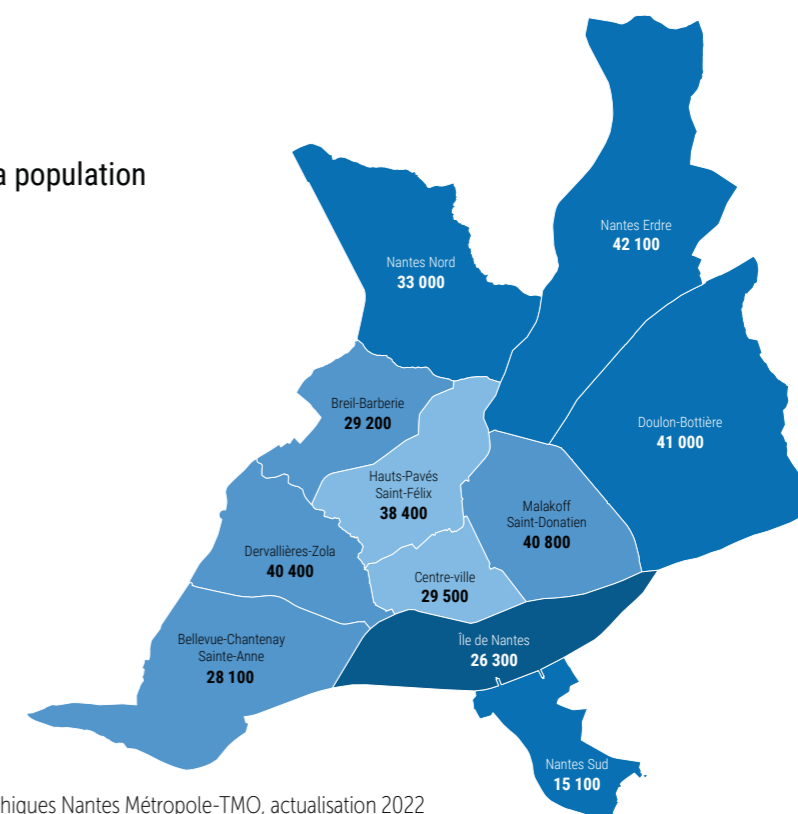 a population
Nantes Erdre
42 100
Nantes Nord
33 000
Breil-Barberie
29 200
Doulon-Bottière
41 000
Hauts-Pavés
Saint-Félix
38 400
Malakoff
Saint-Donatien
40 800
Dervallières-Zola
40 400
Centre-ville
29 500
Bellevue-Chantenay
Sainte-Anne
28 100
Île de Nantes
26 300
Nantes Sud
15 100
hiques Nantes Métropole-TMO, actualisation 2022